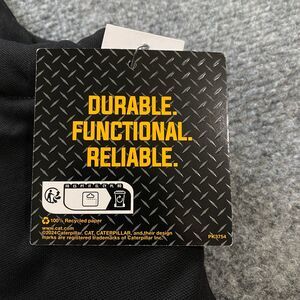 DURABLE.
FUNCTIONAL.
RELIABLE.
100% Recycled paper
www.cat.com
©2024 Caterpillar. CAT, CATERPILLAR, and their design
marks are registered trademarks of Caterpillar Inc.
PK3754